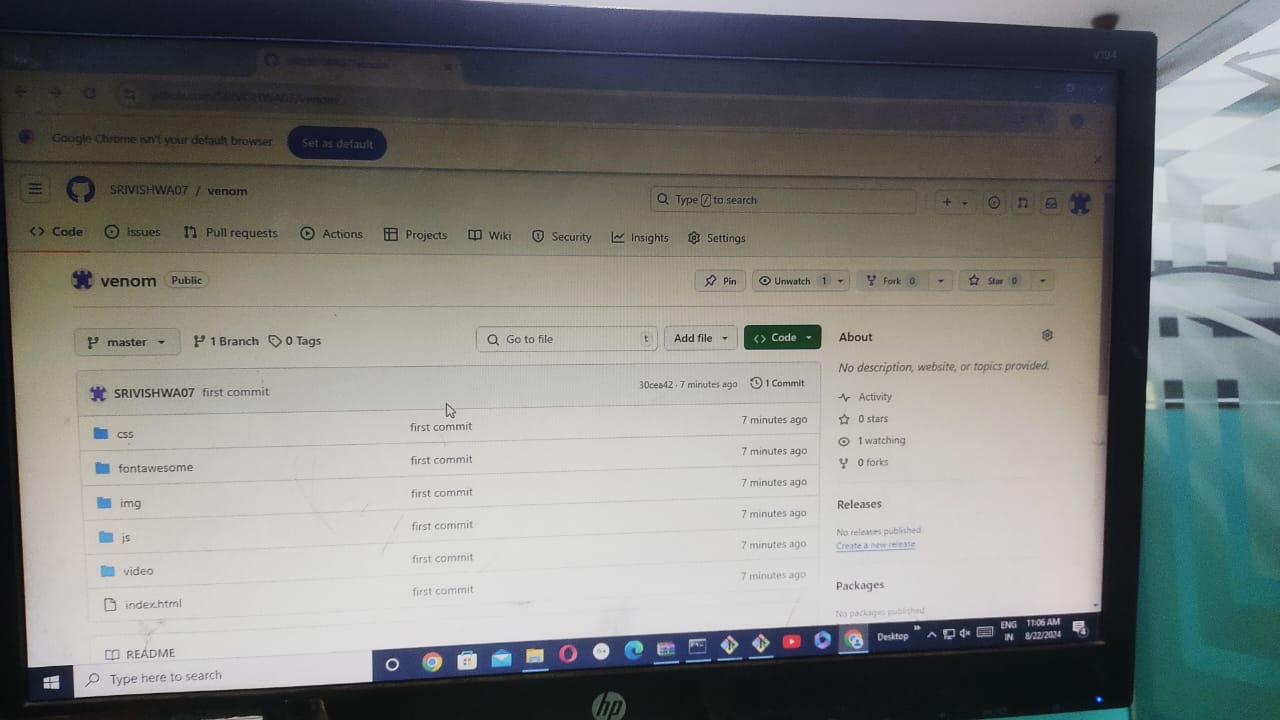 V194
Google Chrome isn't your default browser Set as default
SRIVISHWA07 / venom Type / to search
Code Issues Pull requests Actions Projects Wiki Security Insights Settings
venom Public Pin Unwatch 1 Fork 0 Star 0
master 1 Branch 0 Tags Go to file t Add file Code About
No description, website, or topics provided.
SRIVISHWA07 first commit 30cea42 · 7 minutes ago 1 Commit
Activity
css first commit 7 minutes ago
0 stars
fontawesome first commit 7 minutes ago
1 watching
0 forks
img first commit 7 minutes ago
js first commit 7 minutes ago
video first commit 7 minutes ago
index.html first commit 7 minutes ago
Releases
No releases published
Create a new release
Packages
No packages published
README
Type here to search Desktop ENG 11:06 AM
IN 8/22/2024 4
hp